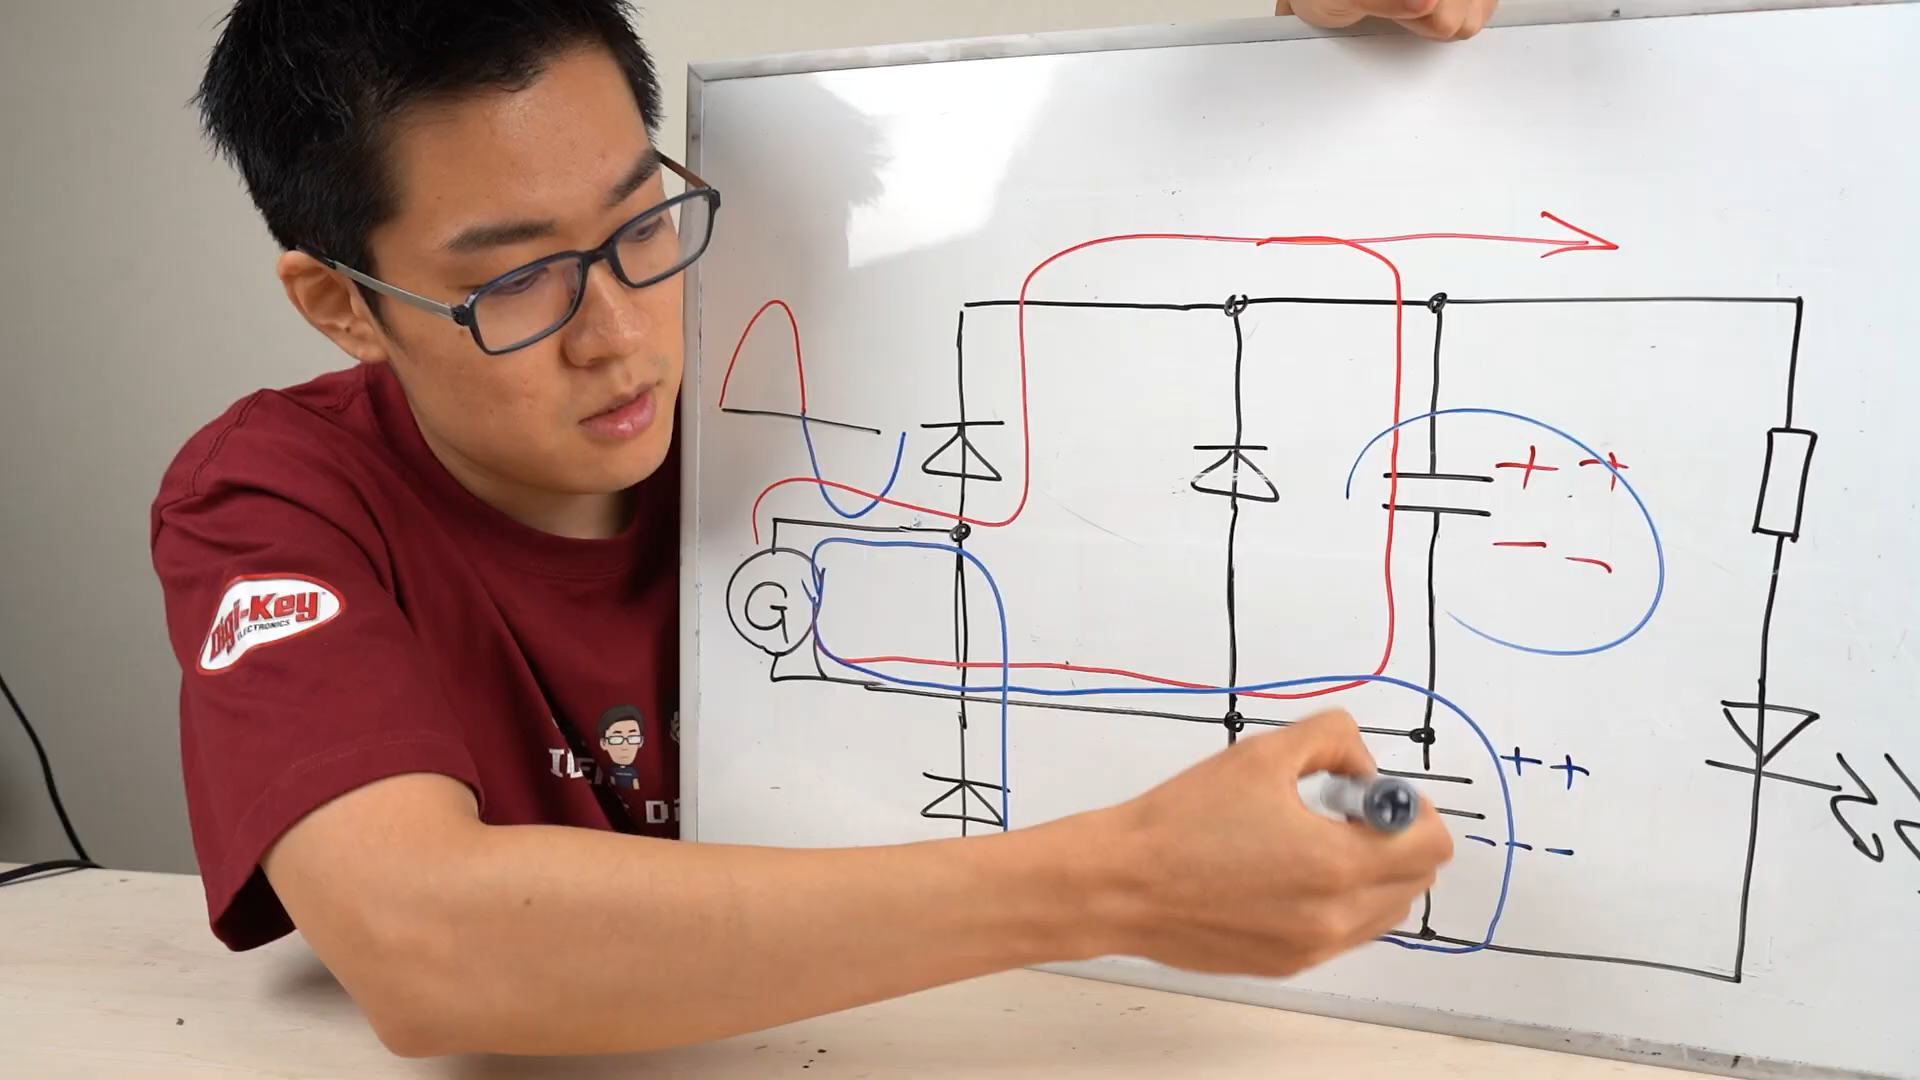 + +
− −
G
+ +
- - -
Digi-Key
ELECTRONICS